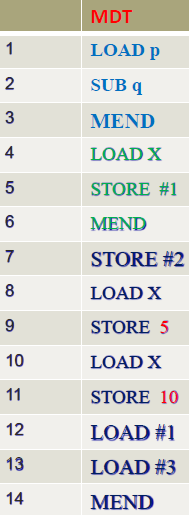 MDT
1 LOAD p
2 SUB q
3 MEND
4 LOAD X
5 STORE #1
6 MEND
7 STORE #2
8 LOAD X
9 STORE 5
10 LOAD X
11 STORE 10
12 LOAD #1
13 LOAD #3
14 MEND